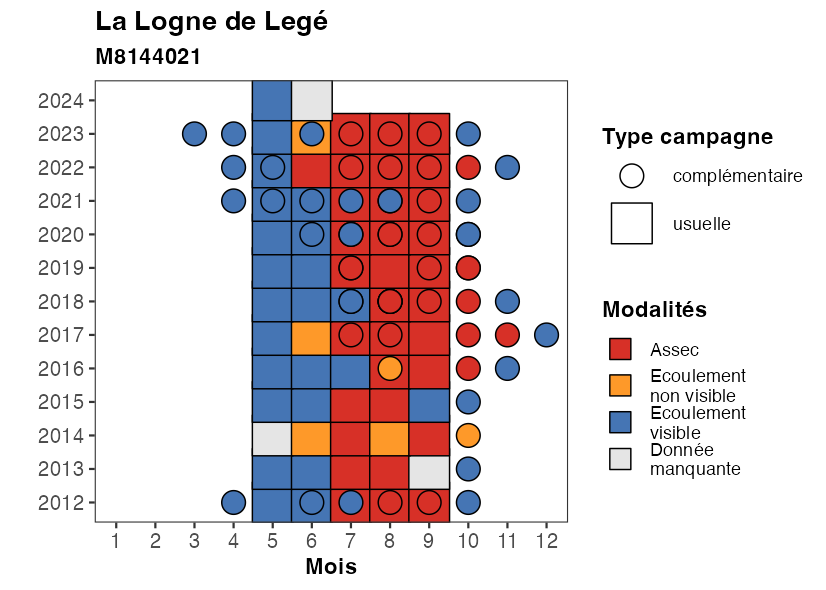 La Logne de Legé
M8144021
2024
2023
2022
2021
2020
2019
2018
2017
2016
2015
2014
2013
2012
1 2 3 4 5 6 7 8 9 10 11 12
Mois
Type campagne
complémentaire
usuelle
Modalités
Assec
Ecoulement
non visible
Ecoulement
visible
Donnée
manquante